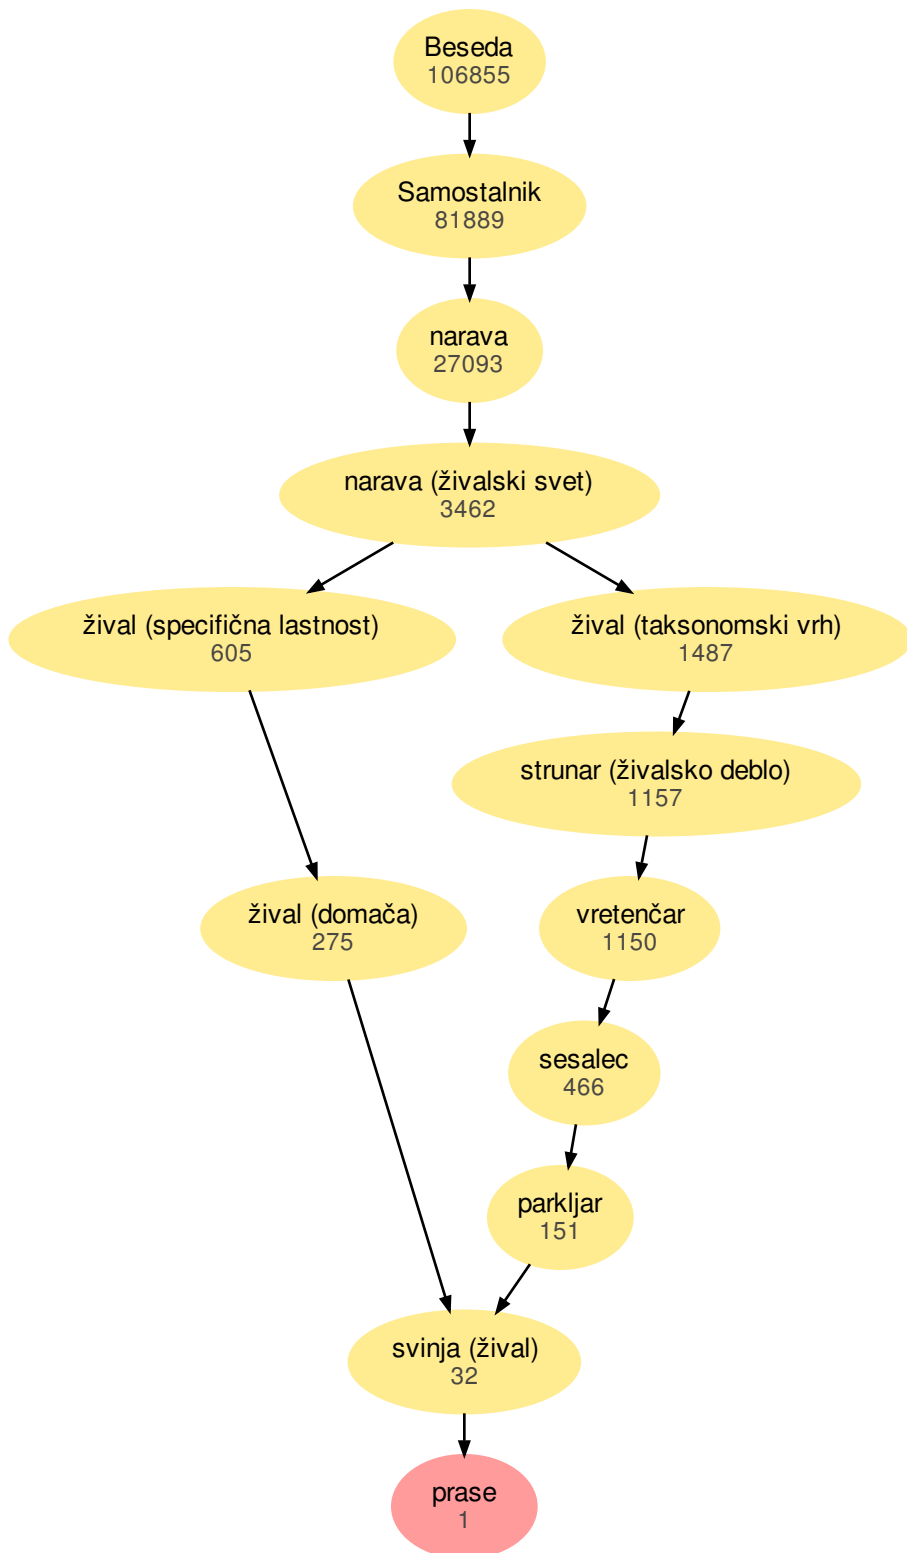 Beseda
106855
Samostalnik
81889
narava
27093
narava (živalski svet)
3462
žival (specifična lastnost)
605
žival (taksonomski vrh)
1487
strunar (živalsko deblo)
1157
žival (domača)
275
vretenčar
1150
sesalec
466
parkljar
151
svinja (žival)
32
prase
1